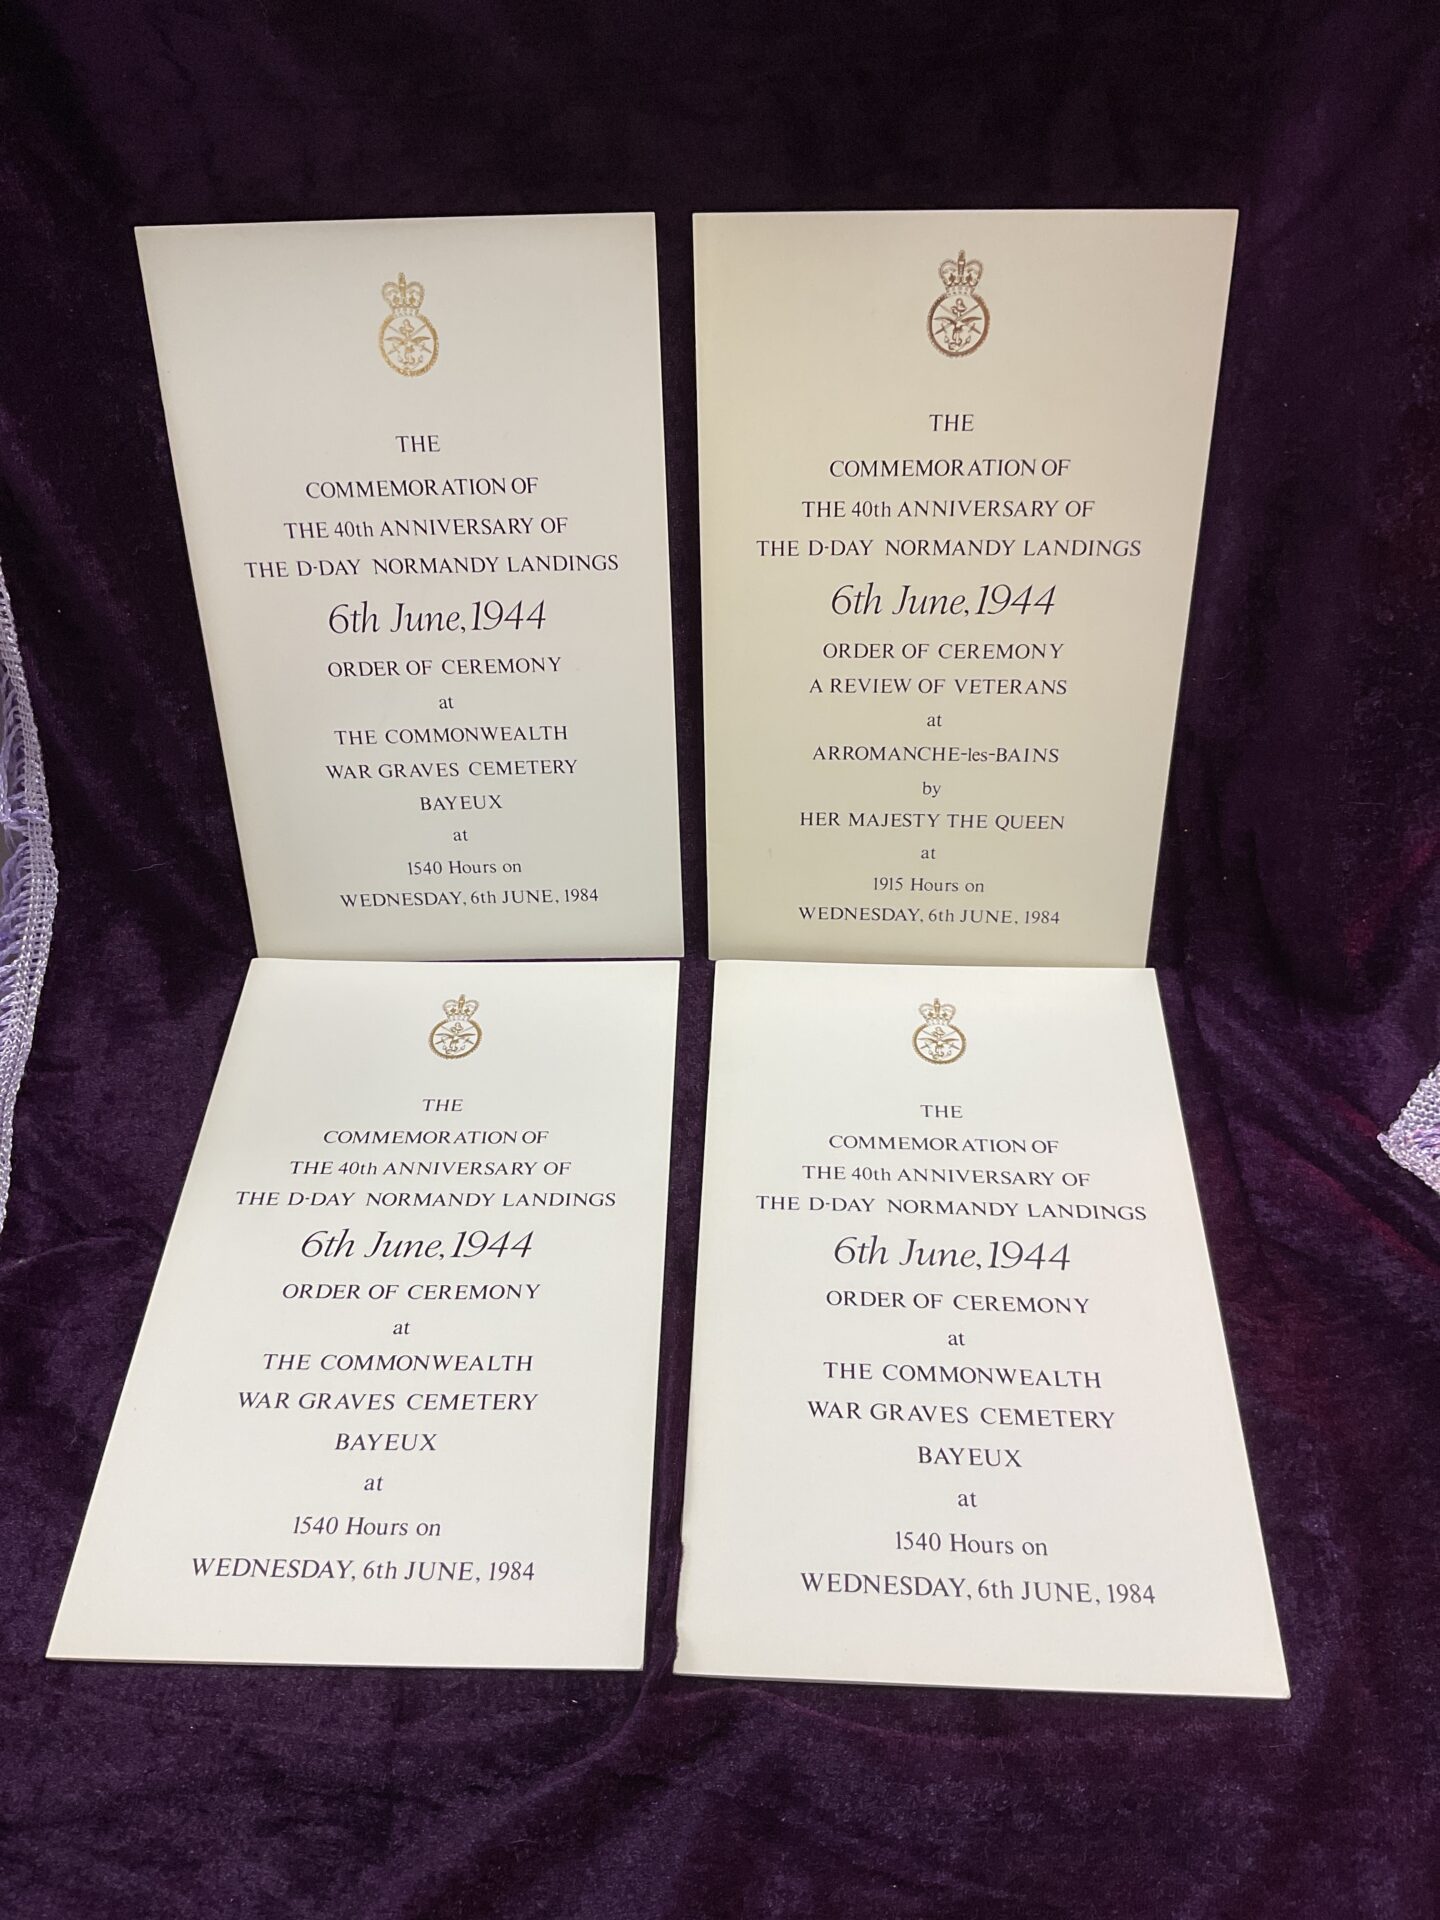 THE
COMMEMORATION OF
THE 40th ANNIVERSARY OF
THE D-DAY NORMANDY LANDINGS
6th June, 1944
ORDER OF CEREMONY
at
THE COMMONWEALTH
WAR GRAVES CEMETERY
BAYEUX
at
1540 Hours on
WEDNESDAY, 6th JUNE, 1984
THE
COMMEMORATION OF
THE 40th ANNIVERSARY OF
THE D-DAY NORMANDY LANDINGS
6th June, 1944
ORDER OF CEREMONY
A REVIEW OF VETERANS
at
ARROMANCHE-les-BAINS
by
HER MAJESTY THE QUEEN
at
1915 Hours on
WEDNESDAY, 6th JUNE, 1984
THE
COMMEMORATION OF
THE 40th ANNIVERSARY OF
THE D-DAY NORMANDY LANDINGS
6th June, 1944
ORDER OF CEREMONY
at
THE COMMONWEALTH
WAR GRAVES CEMETERY
BAYEUX
at
1540 Hours on
WEDNESDAY, 6th JUNE, 1984
THE
COMMEMORATION OF
THE 40th ANNIVERSARY OF
THE D-DAY NORMANDY LANDINGS
6th June, 1944
ORDER OF CEREMONY
at
THE COMMONWEALTH
WAR GRAVES CEMETERY
BAYEUX
at
1540 Hours on
WEDNESDAY, 6th JUNE, 1984